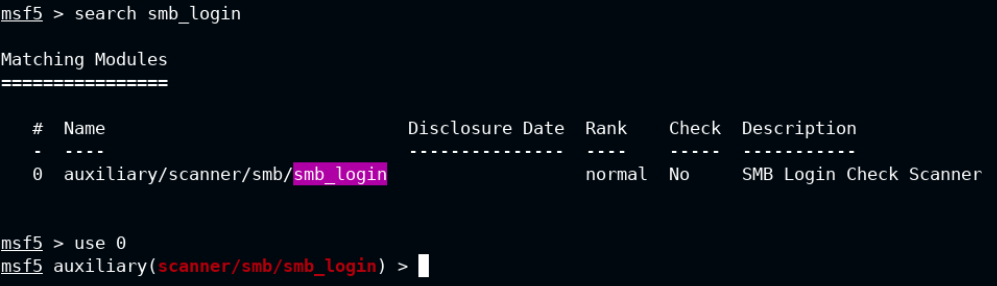 msf5 > search smb_login
Matching Modules
================
#  Name                                 Disclosure Date  Rank    Check  Description
-  ----                                 ---------------  ----    -----  -----------
0  auxiliary/scanner/smb/smb_login                       normal  No     SMB Login Check Scanner
msf5 > use 0
msf5 auxiliary(scanner/smb/smb_login) >